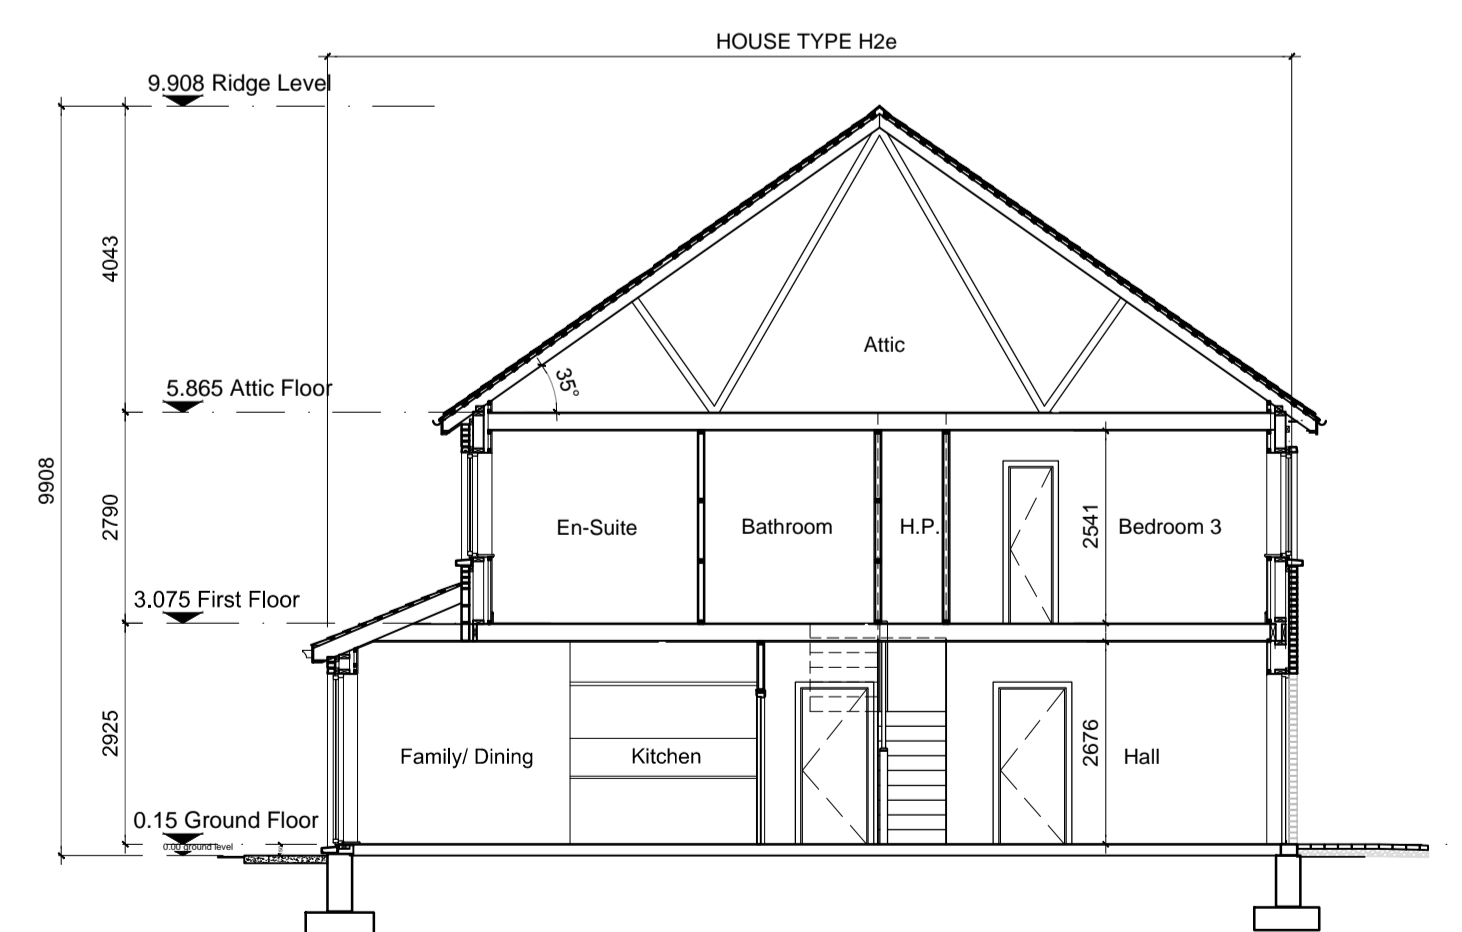 HOUSE TYPE H2e
9.908 Ridge Level
4043
Attic
35°
5.865 Attic Floor
9908
2790
En-Suite
Bathroom
H.P.
2541
Bedroom 3
3.075 First Floor
2925
Family/ Dining
Kitchen
2676
Hall
0.15 Ground Floor
0.00 ground level